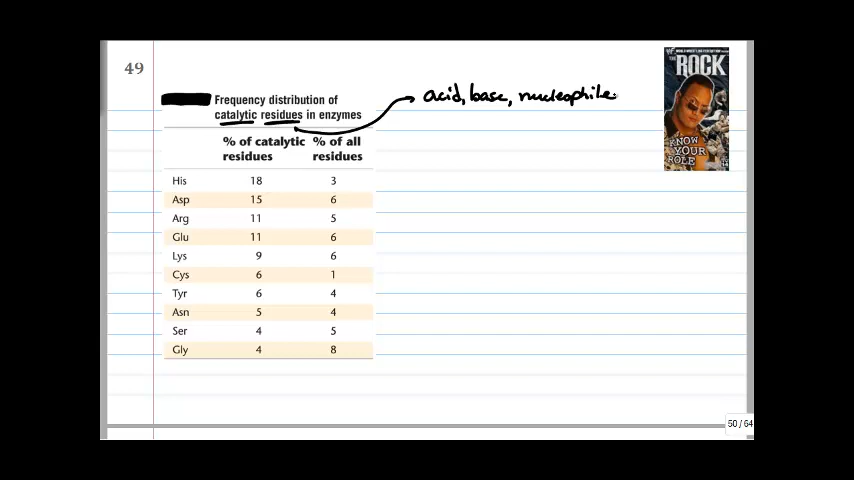 49
Frequency distribution of
catalytic residues in enzymes
acid, base, nucleophile
WF
THE
ROCK
KNOW
YOUR
ROLE
% of catalytic % of all
residues residues
His 18 3
Asp 15 6
Arg 11 5
Glu 11 6
Lys 9 6
Cys 6 1
Tyr 6 4
Asn 5 4
Ser 4 5
Gly 4 8
50 / 64